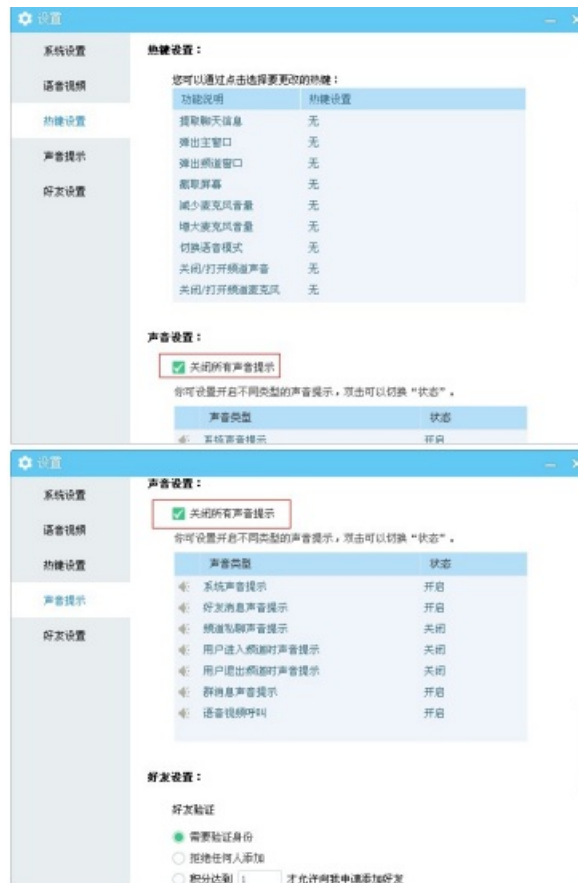 设置
系统设置
语音视频
热键设置
声音提示
好友设置
热键设置：
您可以通过点击选择要更改的热键：
功能说明 热键设置
提取聊天信息 无
弹出主窗口 无
弹出频道窗口 无
截取屏幕 无
减少麦克风音量 无
增大麦克风音量 无
切换语音模式 无
关闭/打开频道声音 无
关闭/打开频道麦克风 无
声音设置：
关闭所有声音提示
你可设置开启不同类型的声音提示，双击可以切换“状态”。
声音类型 状态
系统声音提示 开启
设置
系统设置
语音视频
热键设置
声音提示
好友设置
声音设置：
关闭所有声音提示
你可设置开启不同类型的声音提示，双击可以切换“状态”。
声音类型 状态
系统声音提示 开启
好友消息声音提示 开启
频道私聊声音提示 关闭
用户进入频道时声音提示 关闭
用户退出频道时声音提示 关闭
群消息声音提示 开启
语音视频呼叫 开启
好友设置：
好友验证
需要验证身份
拒绝任何人添加
积分达到 1 才允许向我申请添加好友